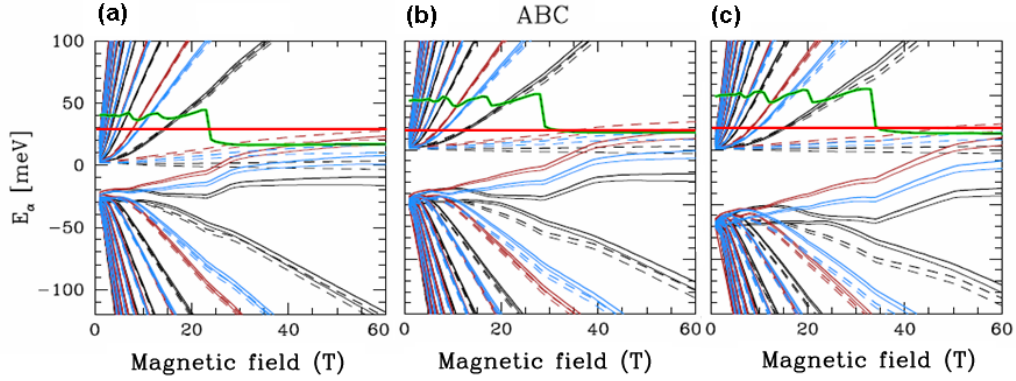 (a) (b) ABC (c)
E_α [meV]
100
50
0
−50
−100
0 20 40 60 0 20 40 60 0 20 40 60
Magnetic field (T) Magnetic field (T) Magnetic field (T)